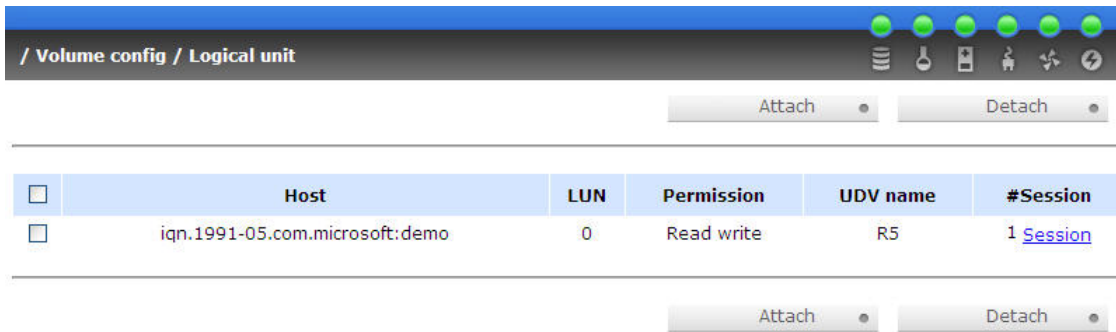 / Volume config / Logical unit
Attach Detach
Host LUN Permission UDV name #Session
iqn.1991-05.com.microsoft:demo 0 Read write R5 1 Session
Attach Detach